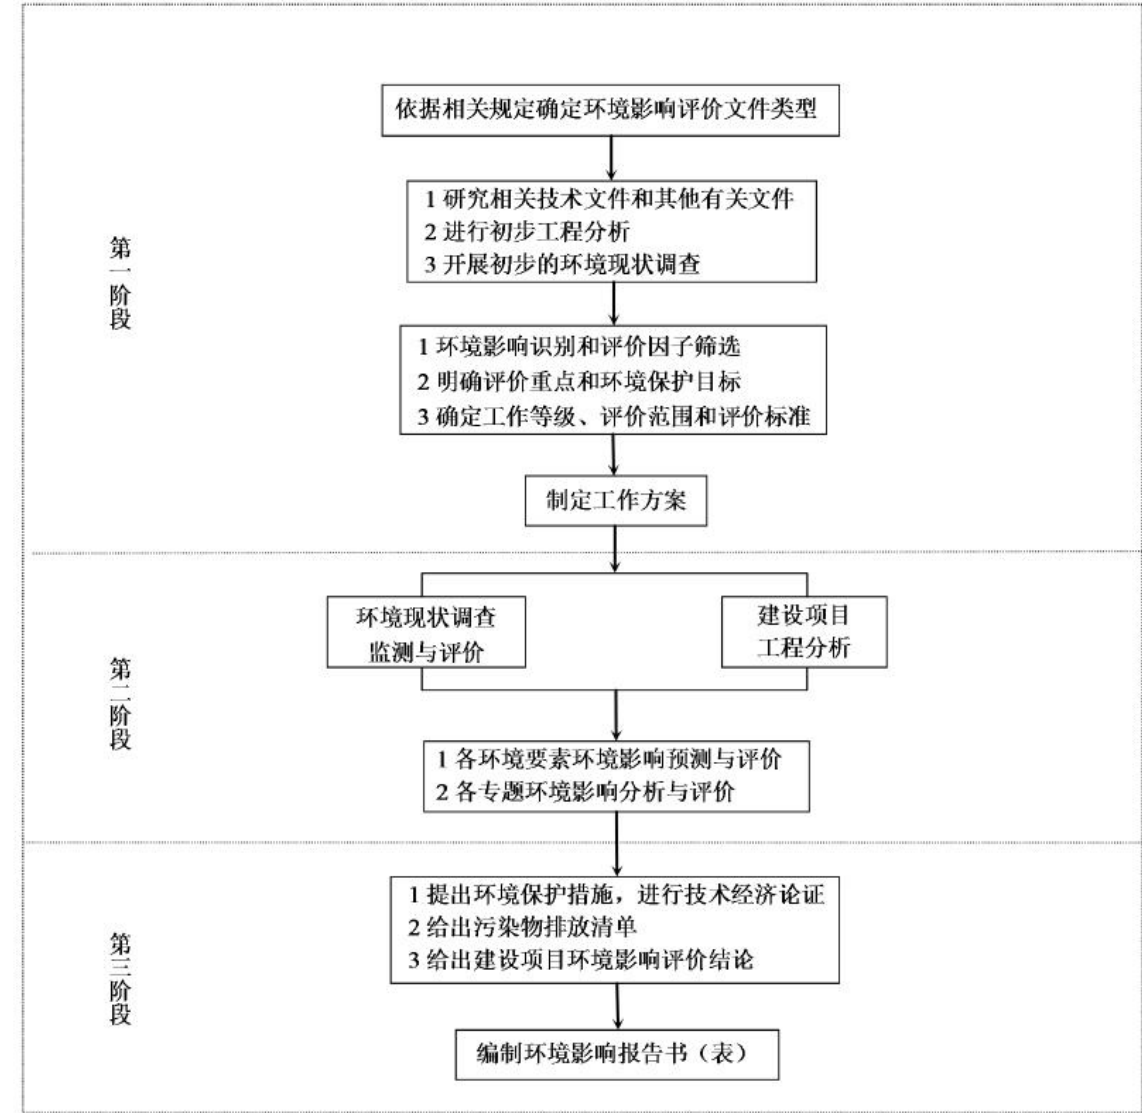 依据相关规定确定环境影响评价文件类型
第一阶段
1 研究相关技术文件和其他有关文件
2 进行初步工程分析
3 开展初步的环境现状调查
1 环境影响识别和评价因子筛选
2 明确评价重点和环境保护目标
3 确定工作等级、评价范围和评价标准
制定工作方案
第二阶段
环境现状调查
监测与评价
建设项目
工程分析
1 各环境要素环境影响预测与评价
2 各专题环境影响分析与评价
第三阶段
1 提出环境保护措施，进行技术经济论证
2 给出污染物排放清单
3 给出建设项目环境影响评价结论
编制环境影响报告书（表）